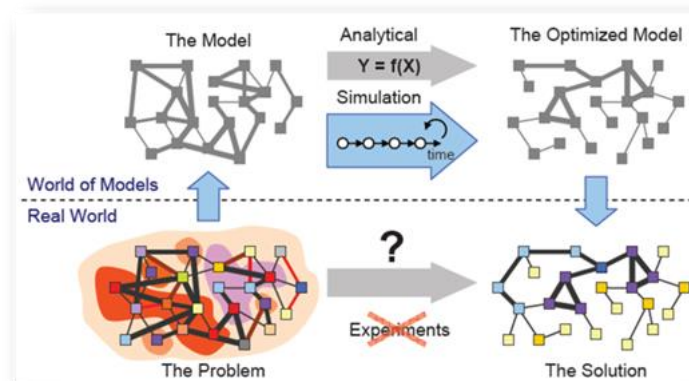 The Model
Analytical
The Optimized Model
Y = f(X)
Simulation
time
World of Models
Real World
?
Experiments
The Problem
The Solution